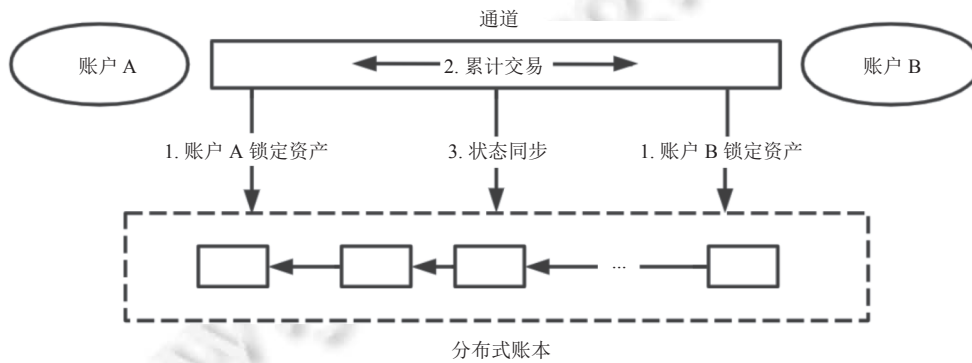 通道
账户 A
2. 累计交易
账户 B
1. 账户 A 锁定资产
3. 状态同步
1. 账户 B 锁定资产
...
分布式账本